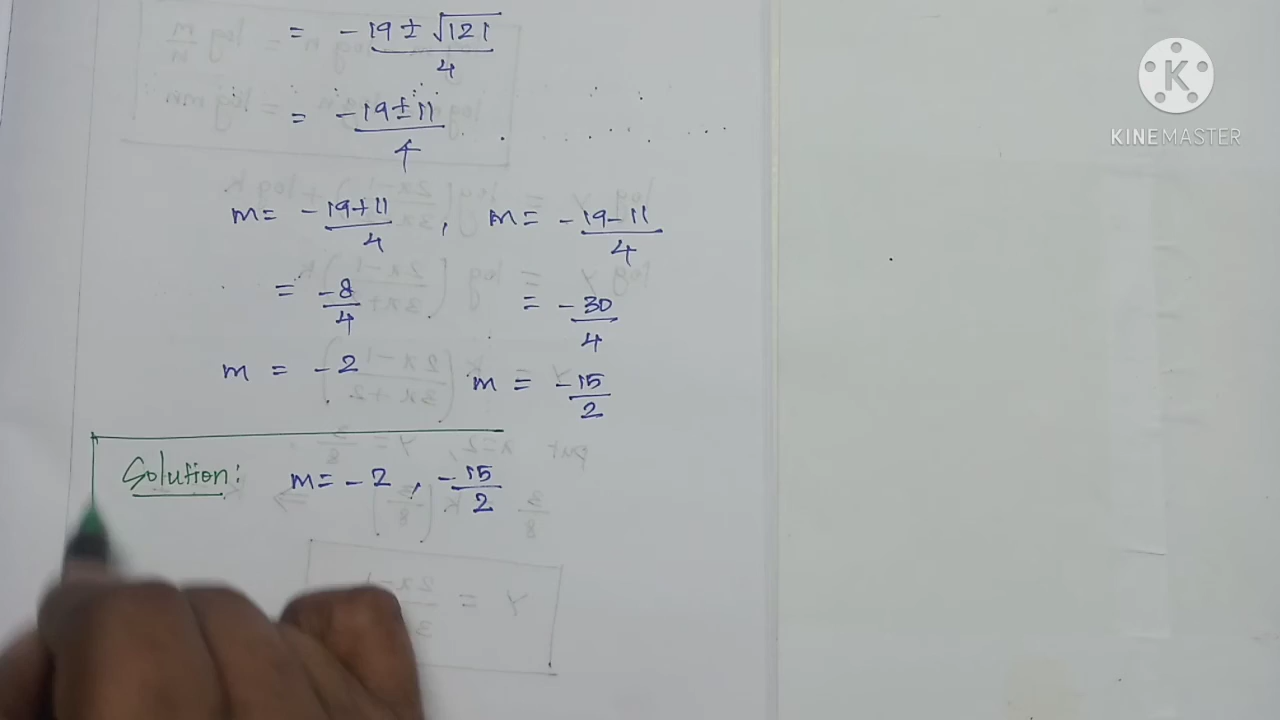 = -19 ± √121 / 4
= -19 ± 11 / 4
m = -19+11 / 4 , m = -19-11 / 4
= -8/4 = -30/4
m = -2 m = -15/2
Solution: m = -2 , -15/2
K
KINEMASTER